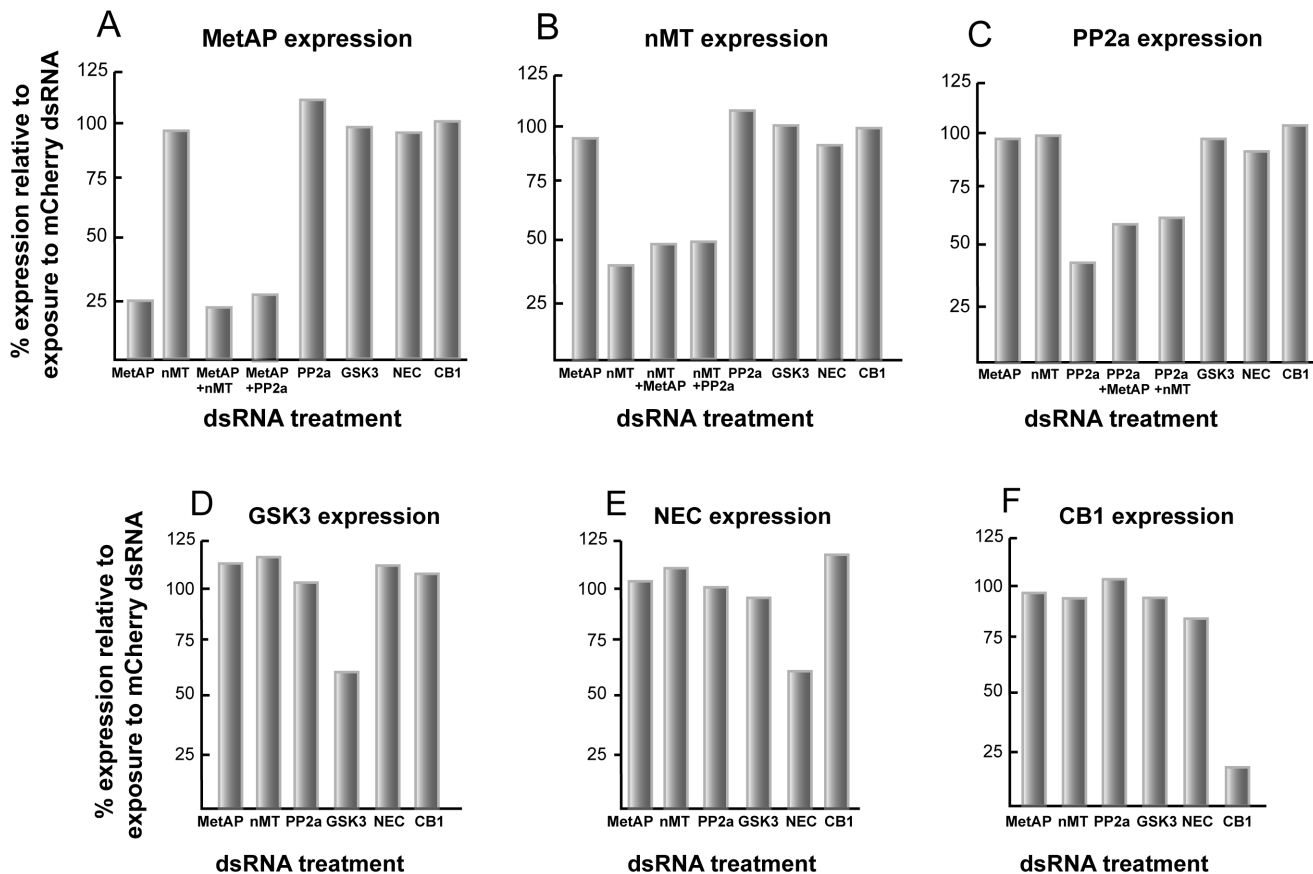 A
MetAP expression
% expression relative to
exposure to mCherry dsRNA
125
100
75
50
25
MetAP nMT MetAP MetAP PP2a GSK3 NEC CB1
+nMT +PP2a
dsRNA treatment
B
nMT expression
125
100
75
50
25
MetAP nMT nMT nMT PP2a GSK3 NEC CB1
+MetAP +PP2a
dsRNA treatment
C
PP2a expression
125
100
75
50
25
MetAP nMT PP2a PP2a PP2a GSK3 NEC CB1
+MetAP +nMT
dsRNA treatment
D
GSK3 expression
% expression relative to
exposure to mCherry dsRNA
125
100
75
50
25
MetAP nMT PP2a GSK3 NEC CB1
dsRNA treatment
E
NEC expression
125
100
75
50
25
MetAP nMT PP2a GSK3 NEC CB1
dsRNA treatment
F
CB1 expression
125
100
75
50
25
MetAP nMT PP2a GSK3 NEC CB1
dsRNA treatment